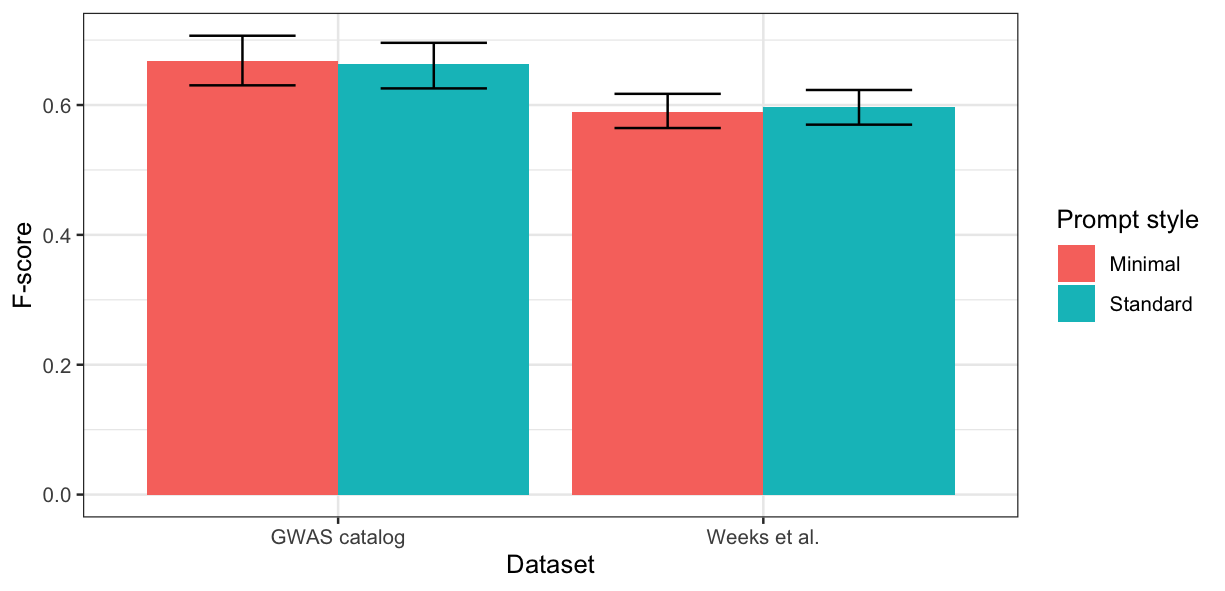 F-score
0.6
0.4
0.2
0.0
GWAS catalog
Weeks et al.
Dataset
Prompt style
Minimal
Standard